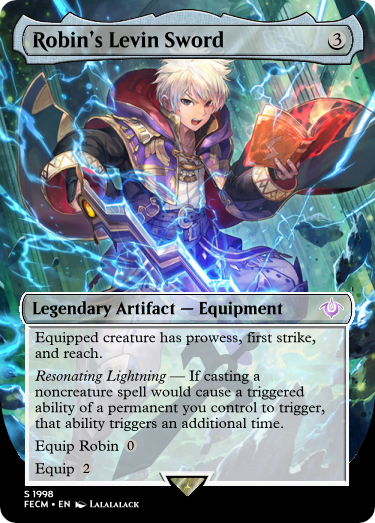 Robin's Levin Sword 3
Legendary Artifact — Equipment
Equipped creature has prowess, first strike,
and reach.
Resonating Lightning — If casting a
noncreature spell would cause a triggered
ability of a permanent you control to trigger,
that ability triggers an additional time.
Equip Robin 0
Equip 2
S 1998
FECM • EN Lalalalack